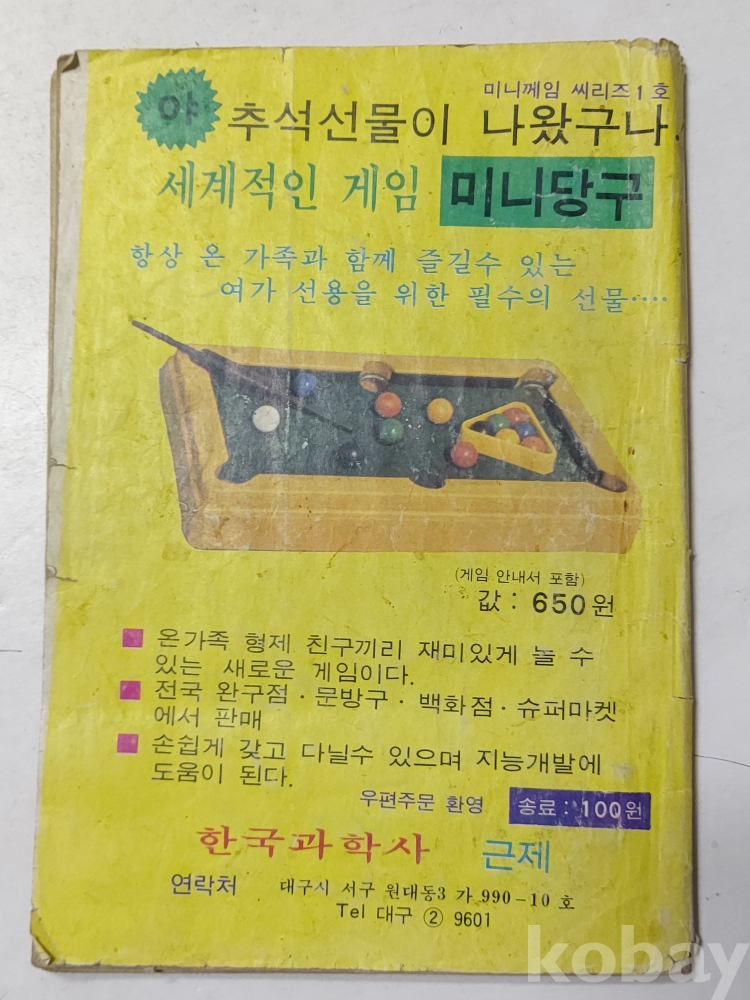 미니께임 씨리즈1호
야 추석선물이 나왔구나.
세계적인 게임 미니당구
항상 온 가족과 함께 즐길수 있는
여가 선용을 위한 필수의 선물····
(게임 안내서 포함)
값: 650원
■ 온가족 형제 친구끼리 재미있게 놀 수
있는 새로운 게임이다.
■ 전국 완구점·문방구·백화점·슈퍼마켓
에서 판매
■ 손쉽게 갖고 다닐수 있으며 지능개발에
도움이 된다.
우편주문 환영 송료: 100원
한국과학사 근제
연락처 대구시 서구 원대동3가 990-10호
Tel 대구 ② 9601
kobay